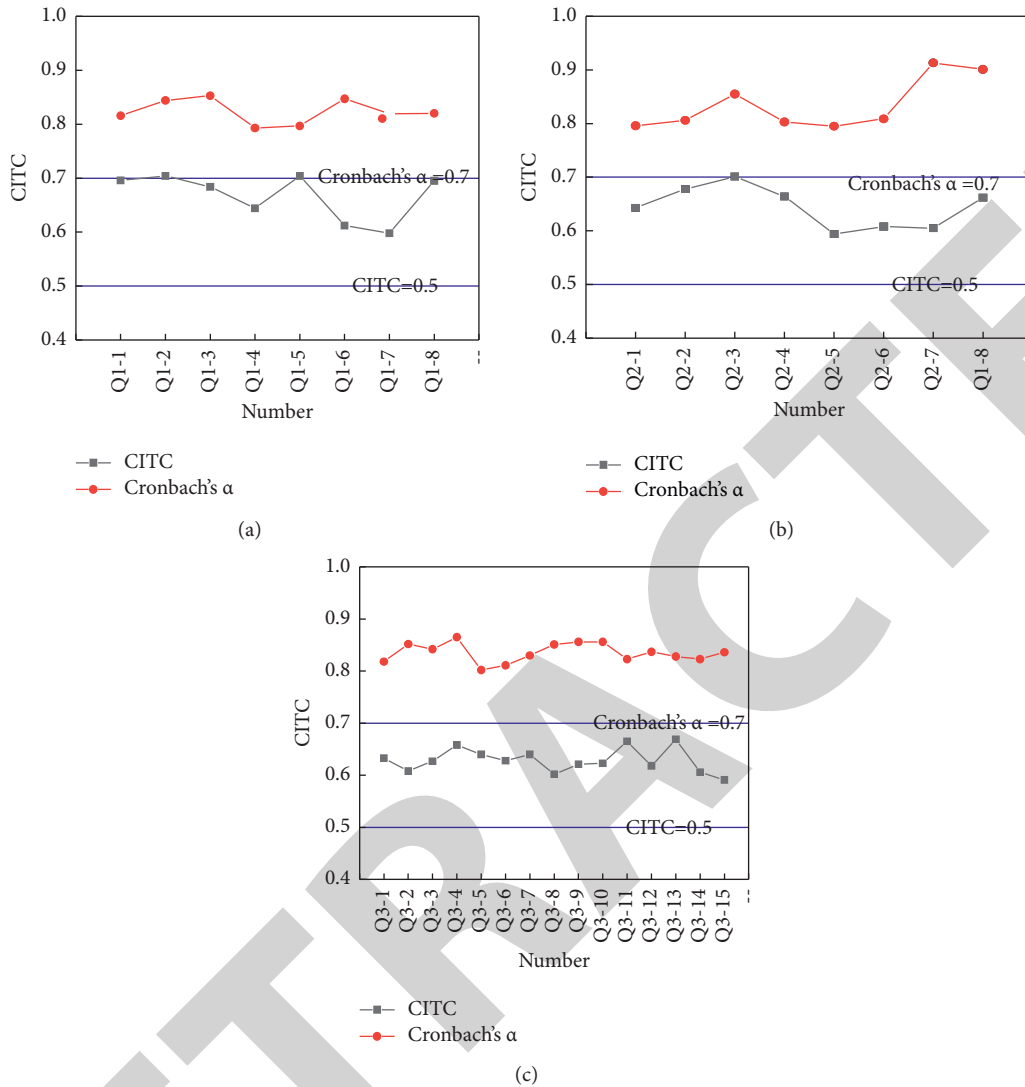 1.0
0.9
0.8
0.7
0.6
0.5
0.4
CITC
Cronbach's α =0.7
CITC=0.5
Q1-1
Q1-2
Q1-3
Q1-4
Q1-5
Q1-6
Q1-7
Q1-8
--
Number
CITC
Cronbach's α
(a)
1.0
0.9
0.8
0.7
0.6
0.5
0.4
CITC
Cronbach's α =0.7
CITC=0.5
Q2-1
Q2-2
Q2-3
Q2-4
Q2-5
Q2-6
Q2-7
Q1-8
Number
CITC
Cronbach's α
(b)
1.0
0.9
0.8
0.7
0.6
0.5
0.4
CITC
Cronbach's α =0.7
CITC=0.5
Q3-1
Q3-2
Q3-3
Q3-4
Q3-5
Q3-6
Q3-7
Q3-8
Q3-9
Q3-10
Q3-11
Q3-12
Q3-13
Q3-14
Q3-15
--
Number
CITC
Cronbach's α
(c)
TRACTE